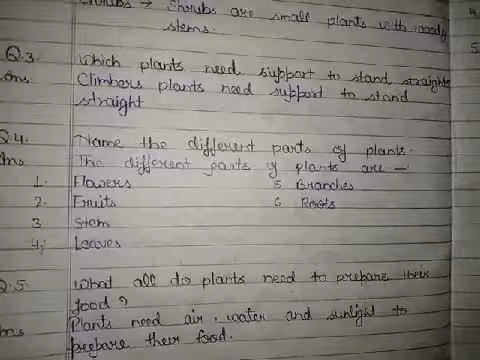 Shrubs → Shrubs are small plants with woody
stems.
Q.3. Which plants need support to stand straight
Ans Climbers plants need support to stand
straight
Q.4 Name the different parts of plants.
Ans The different parts of plants are —
1. Flowers 5. Branches
2. Fruits 6. Roots
3. Stem
4. Leaves
Q.5 What all do plants need to prepare their
food?
Ans Plants need air, water and sunlight to
prepare their food.
4
5